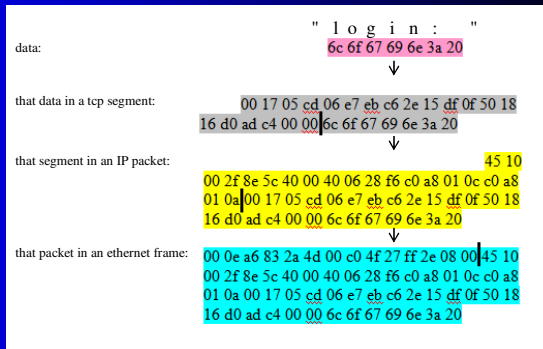 " l o g i n : "
data: 6c 6f 67 69 6e 3a 20
that data in a tcp segment: 00 17 05 cd 06 e7 eb c6 2e 15 df 0f 50 18
16 d0 ad c4 00 00 6c 6f 67 69 6e 3a 20
that segment in an IP packet: 45 10
00 2f 8e 5c 40 00 40 06 28 f6 c0 a8 01 0c c0 a8
01 0a 00 17 05 cd 06 e7 eb c6 2e 15 df 0f 50 18
16 d0 ad c4 00 00 6c 6f 67 69 6e 3a 20
that packet in an ethernet frame: 00 0e a6 83 2a 4d 00 c0 4f 27 ff 2e 08 00 45 10
00 2f 8e 5c 40 00 40 06 28 f6 c0 a8 01 0c c0 a8
01 0a 00 17 05 cd 06 e7 eb c6 2e 15 df 0f 50 18
16 d0 ad c4 00 00 6c 6f 67 69 6e 3a 20